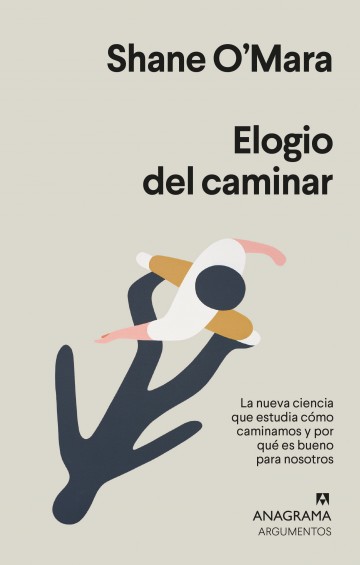 Shane O’Mara
Elogio
del caminar
La nueva ciencia
que estudia cómo
caminamos y por
qué es bueno
para nosotros
ANAGRAMA
ARGUMENTOS